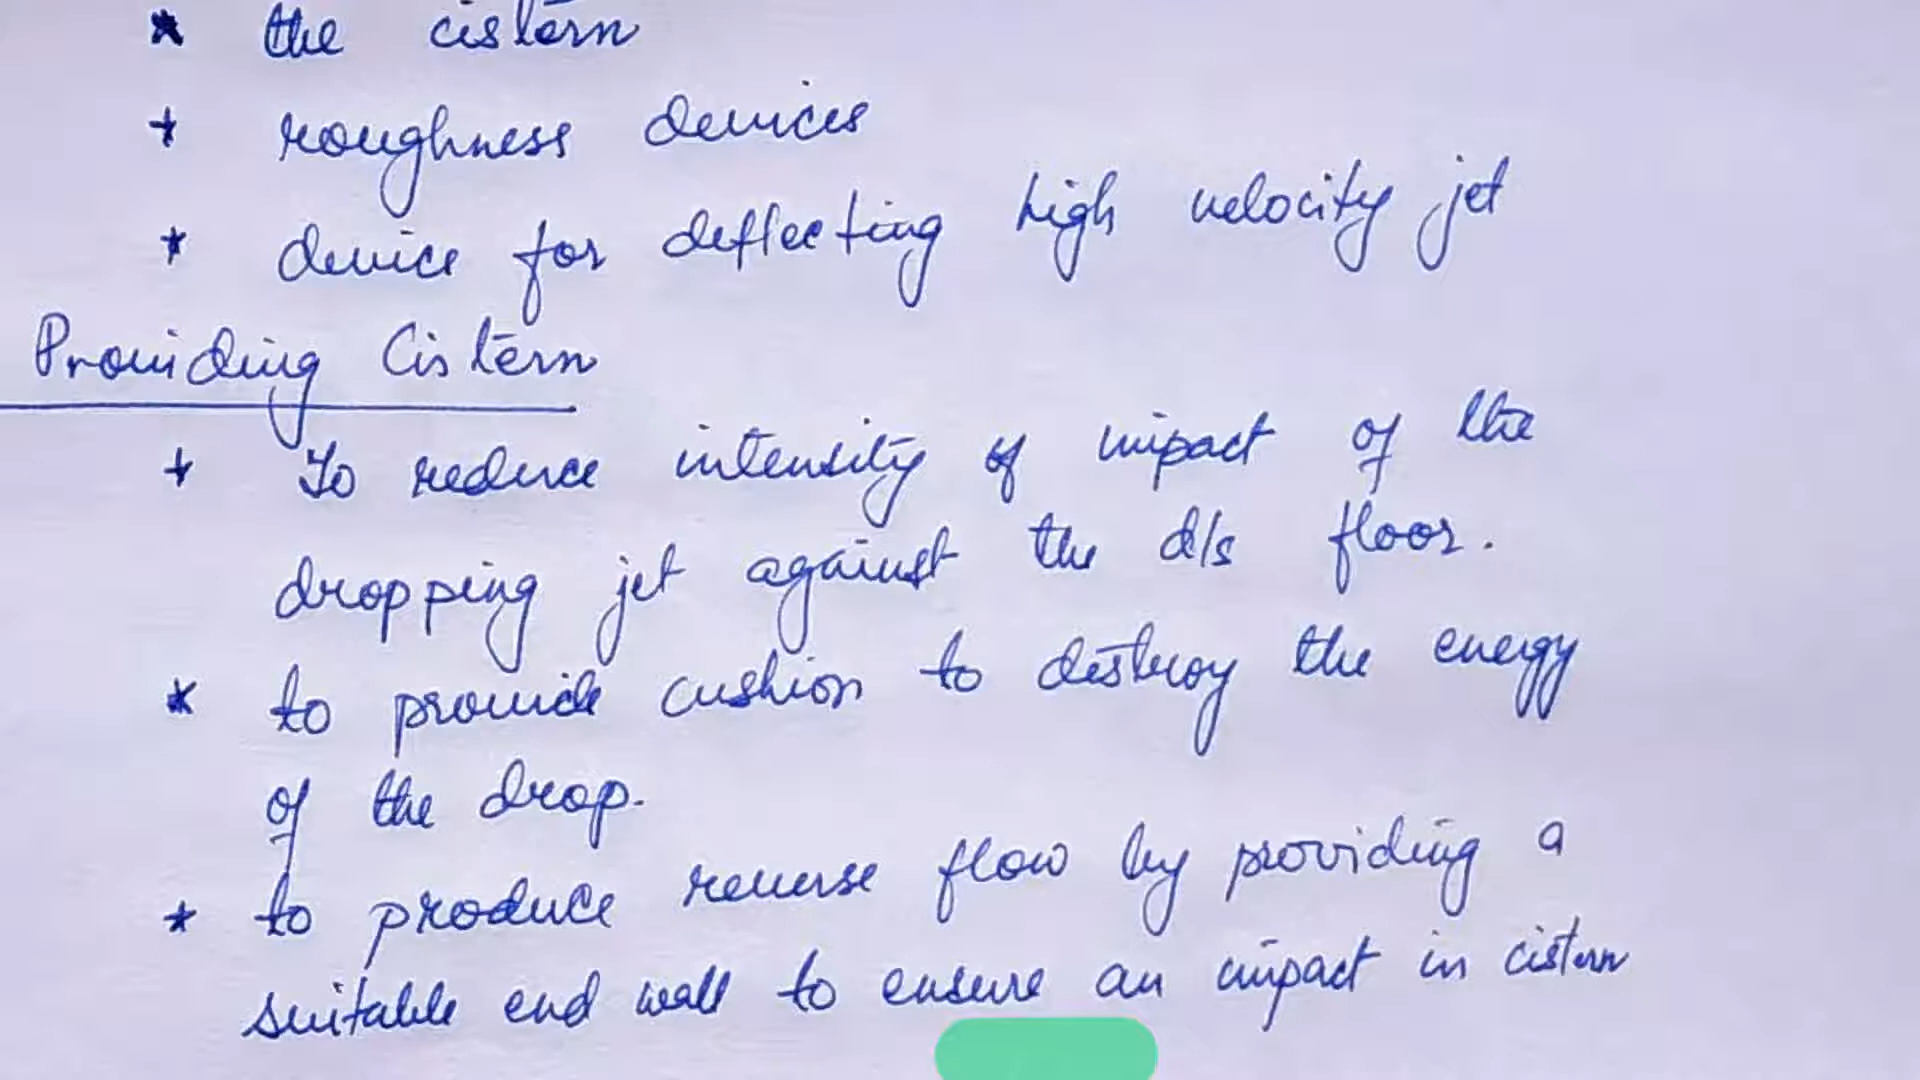 * the cistern
+ roughness devices
* device for deflecting high velocity jet
Providing Cistern
+ To reduce intensity of impact of the
dropping jet against the d/s floor.
* to provide cushion to destroy the energy
of the drop.
* to produce reverse flow by providing a
suitable end wall to ensure an impact in cistern